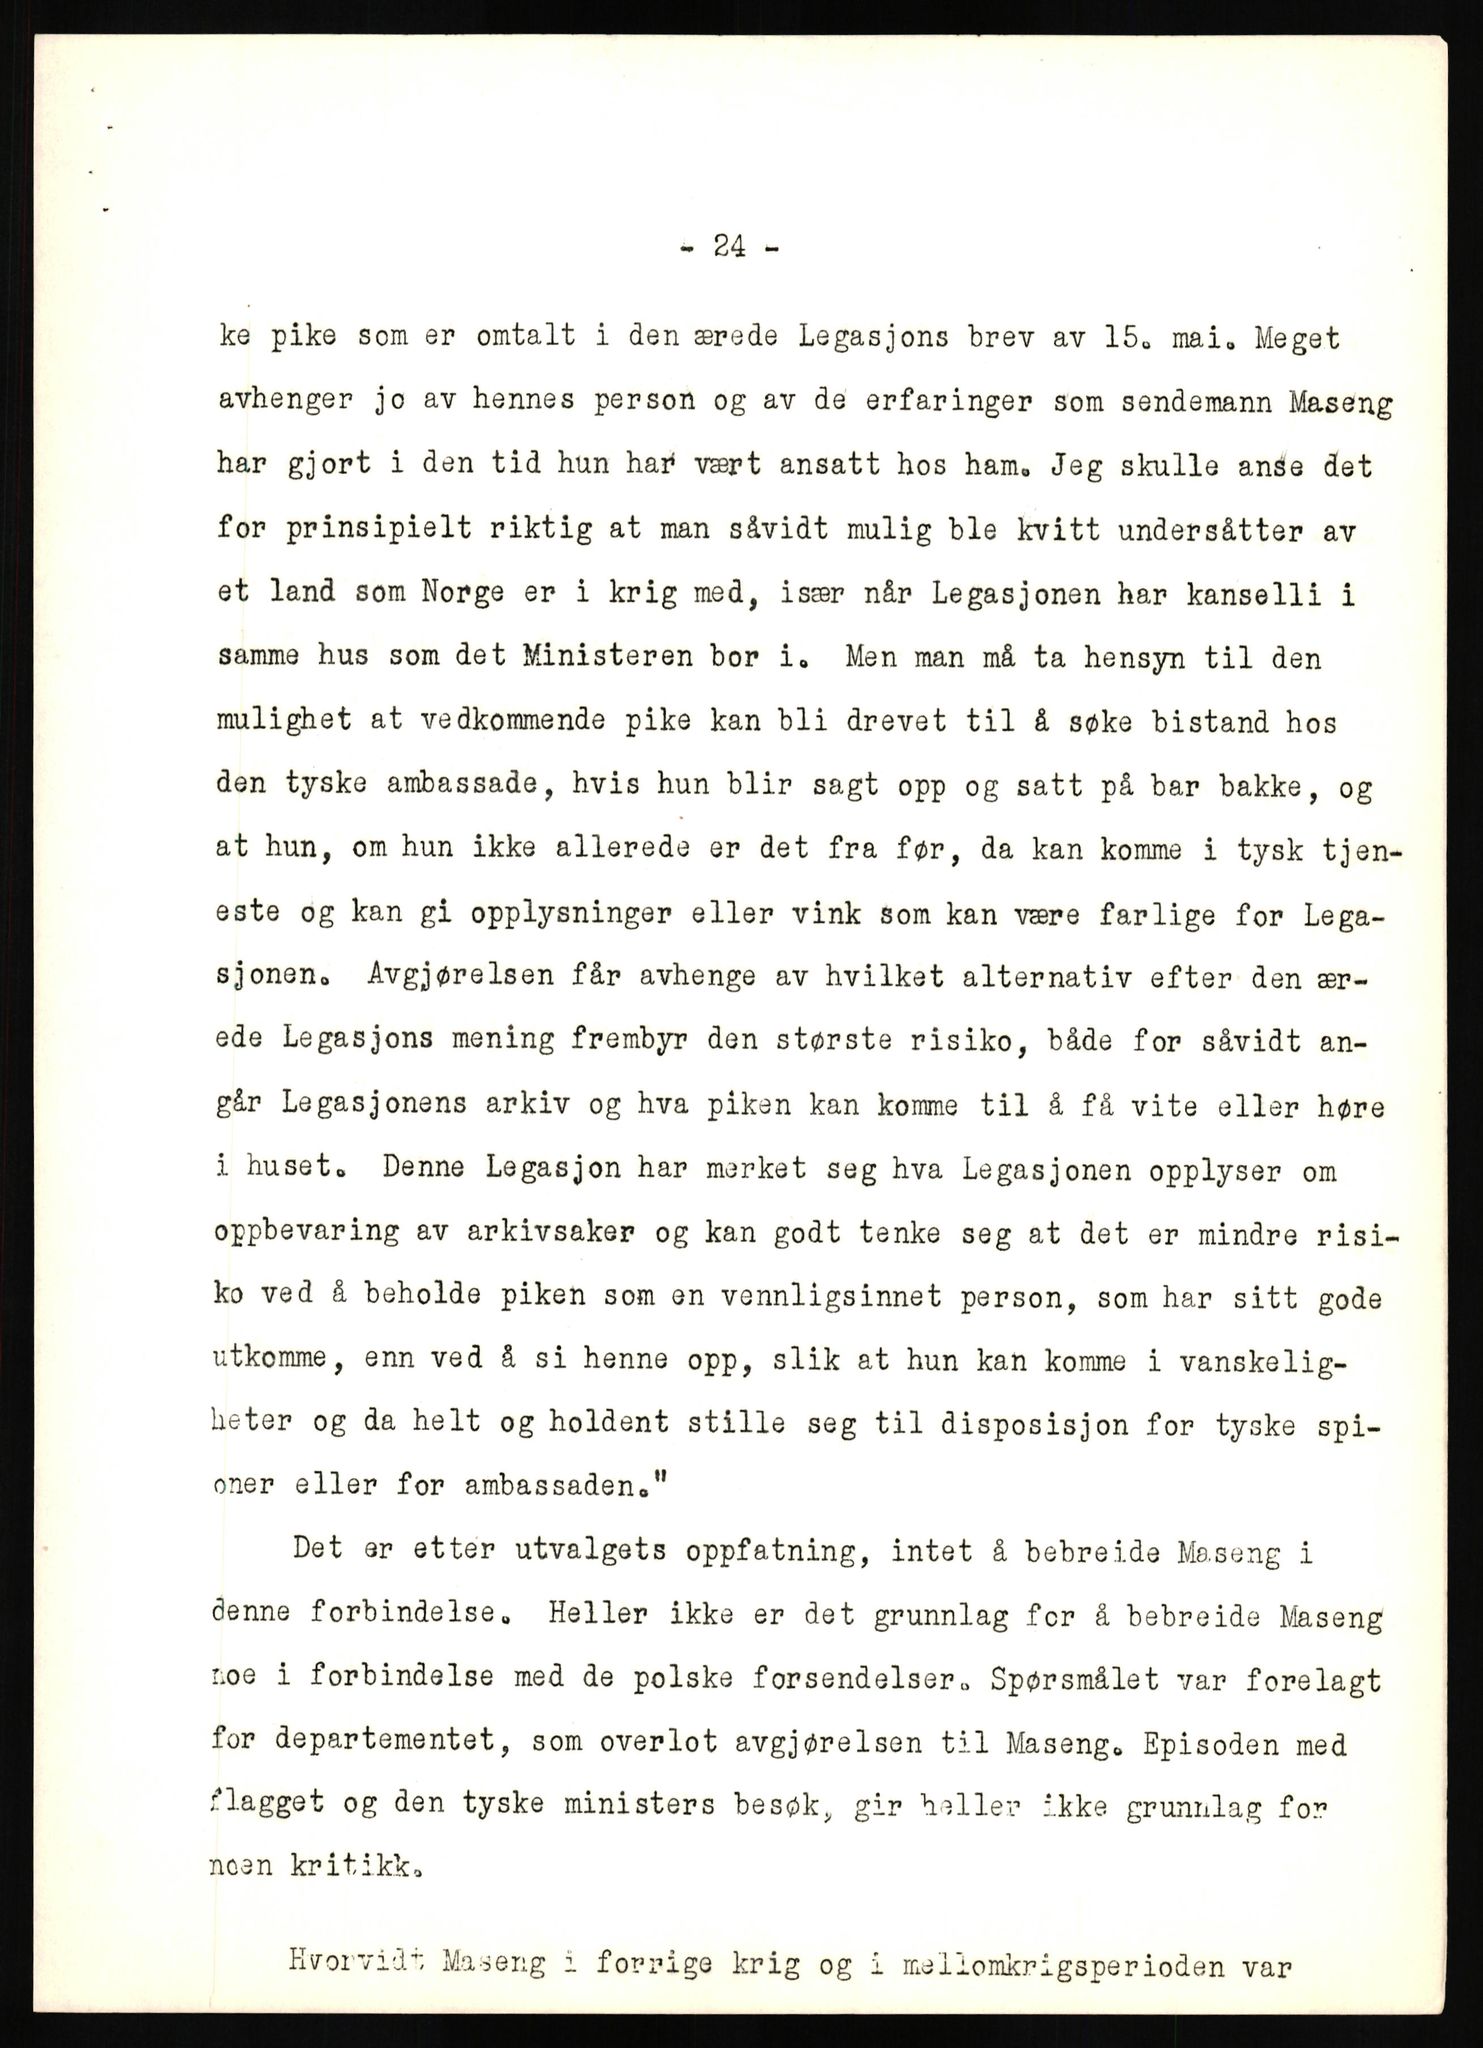 - 24 -
ke pike som er omtalt i den ærede Legasjons brev av 15. mai. Meget
avhenger jo av hennes person og av de erfaringer som sendemann Maseng
har gjort i den tid hun har vært ansatt hos ham. Jeg skulle anse det
for prinsipielt riktig at man såvidt mulig ble kvitt undersåtter av
et land som Norge er i krig med, især når Legasjonen har kanselli i
samme hus som det Ministeren bor i. Men man må ta hensyn til den
mulighet at vedkommende pike kan bli drevet til å søke bistand hos
den tyske ambassade, hvis hun blir sagt opp og satt på bar bakke, og
at hun, om hun ikke allerede er det fra før, da kan komme i tysk tjen-
este og kan gi opplysninger eller vink som kan være farlige for Lega-
sjonen. Avgjørelsen får avhenge av hvilket alternativ efter den ær-
ede Legasjons mening frembyr den største risiko, både for såvidt an-
går Legasjonens arkiv og hva piken kan komme til å få vite eller høre
i huset. Denne Legasjon har merket seg hva Legasjonen opplyser om
oppbevaring av arkivsaker og kan godt tenke seg at det er mindre risi-
ko ved å beholde piken som en vennligsinnet person, som har sitt gode
utkomme, enn ved å si henne opp, slik at hun kan komme i vanskelig-
heter og da helt og holdent stille seg til disposisjon for tyske spi-
oner eller for ambassaden."
Det er etter utvalgets oppfatning, intet å bebreide Maseng i
denne forbindelse. Heller ikke er det grunnlag for å bebreide Maseng
noe i forbindelse med de polske forsendelser. Spørsmålet var forelagt
for departementet, som overlot avgjørelsen til Maseng. Episoden med
flagget og den tyske ministers besøk, gir heller ikke grunnlag for
noen kritikk.
Hvorvidt Maseng i forrige krig og i mellomkrigsperioden var